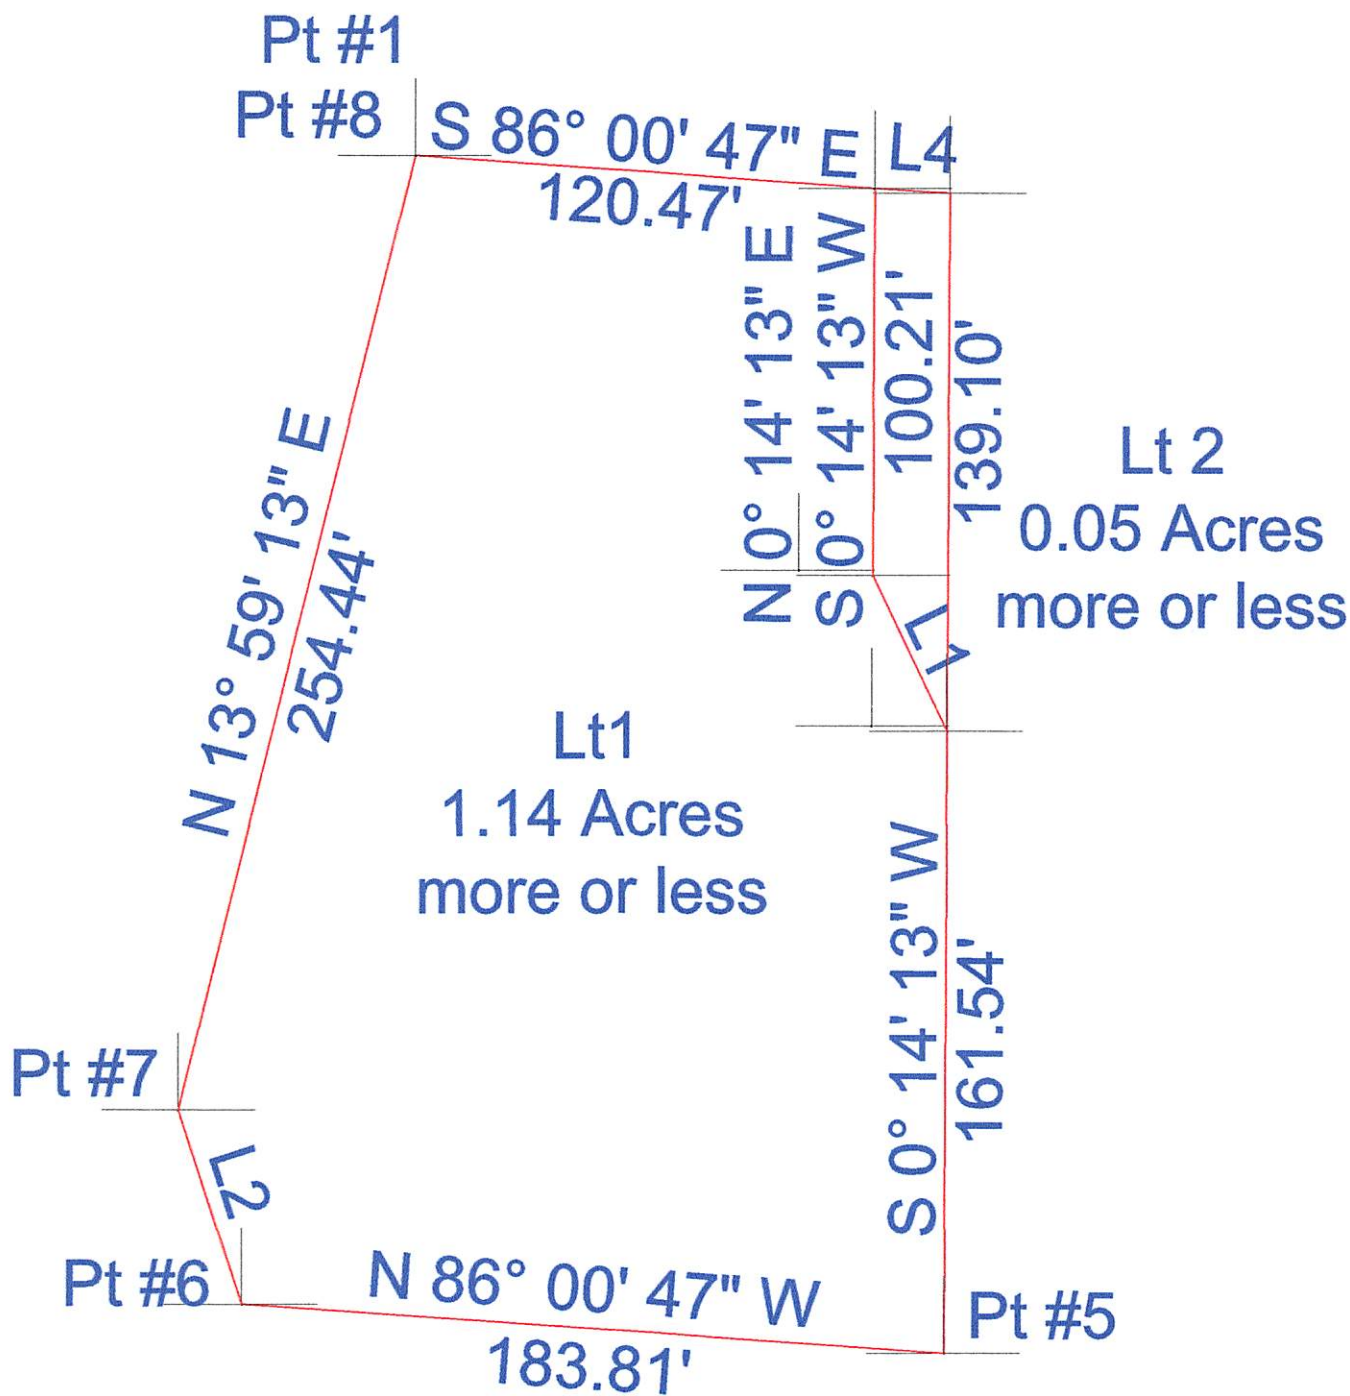 Pt #1
Pt #8
S 86° 00' 47" E
L4
120.47'
N 0° 14' 13" E
S 0° 14' 13" W
100.21'
139.10'
Lt 2
0.05 Acres
more or less
N 13° 59' 13" E
254.44'
L1
Lt1
1.14 Acres
more or less
S 0° 14' 13" W
161.54'
Pt #7
L2
Pt #6
N 86° 00' 47" W
183.81'
Pt #5